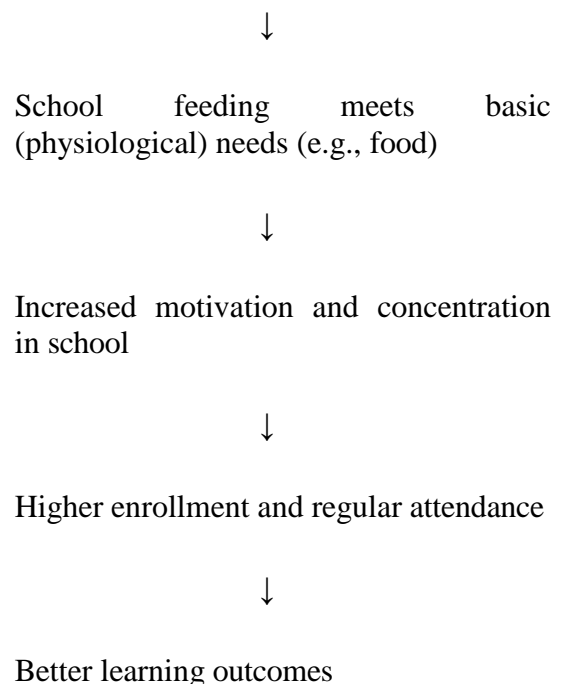 ↓
School feeding meets basic
(physiological) needs (e.g., food)
↓
Increased motivation and concentration
in school
↓
Higher enrollment and regular attendance
↓
Better learning outcomes